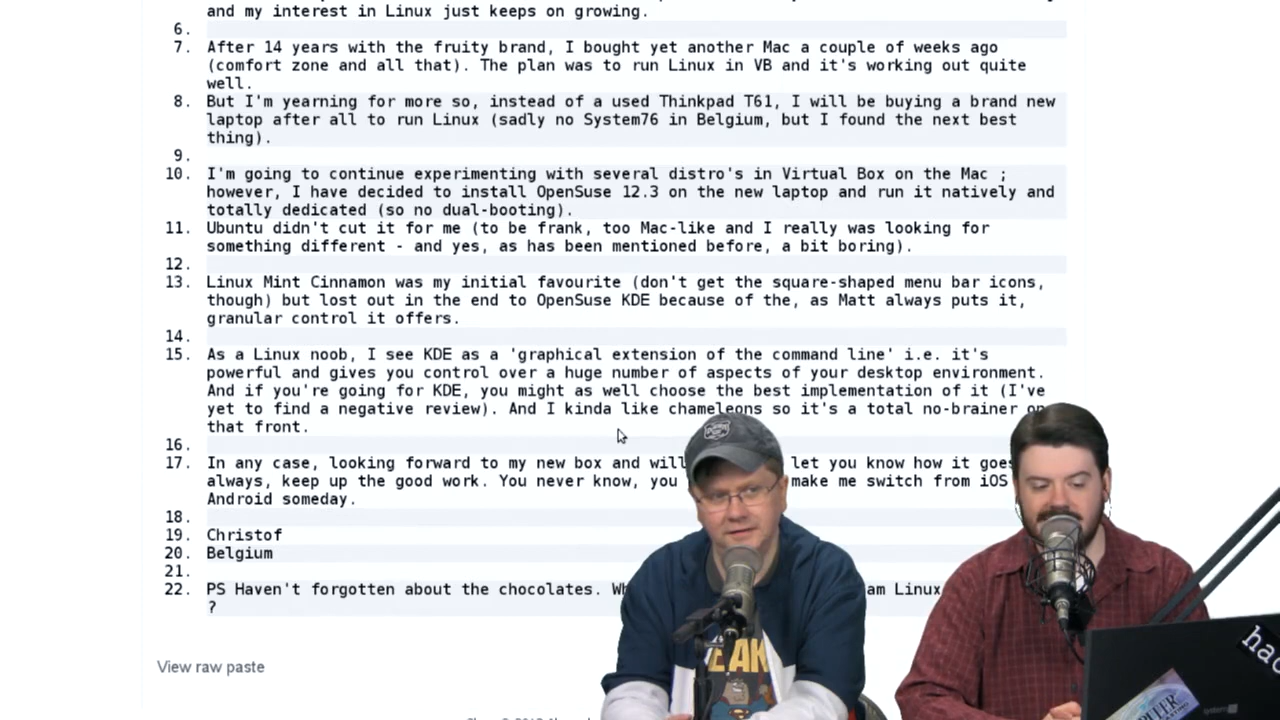 and my interest in Linux just keeps on growing.
6.
7. After 14 years with the fruity brand, I bought yet another Mac a couple of weeks ago
(comfort zone and all that). The plan was to run Linux in VB and it's working out quite
well.
8. But I'm yearning for more so, instead of a used Thinkpad T61, I will be buying a brand new
laptop after all to run Linux (sadly no System76 in Belgium, but I found the next best
thing).
9.
10. I'm going to continue experimenting with several distro's in Virtual Box on the Mac ;
however, I have decided to install OpenSuse 12.3 on the new laptop and run it natively and
totally dedicated (so no dual-booting).
11. Ubuntu didn't cut it for me (to be frank, too Mac-like and I really was looking for
something different - and yes, as has been mentioned before, a bit boring).
12.
13. Linux Mint Cinnamon was my initial favourite (don't get the square-shaped menu bar icons,
though) but lost out in the end to OpenSuse KDE because of the, as Matt always puts it,
granular control it offers.
14.
15. As a Linux noob, I see KDE as a 'graphical extension of the command line' i.e. it's
powerful and gives you control over a huge number of aspects of your desktop environment.
And if you're going for KDE, you might as well choose the best implementation of it (I've
yet to find a negative review). And I kinda like chameleons so it's a total no-brainer on
that front.
16.
17. In any case, looking forward to my new box and will let you know how it goes
always, keep up the good work. You never know, you make me switch from iOS
Android someday.
18.
19. Christof
20. Belgium
21.
22. PS Haven't forgotten about the chocolates. am Linux
?
View raw paste